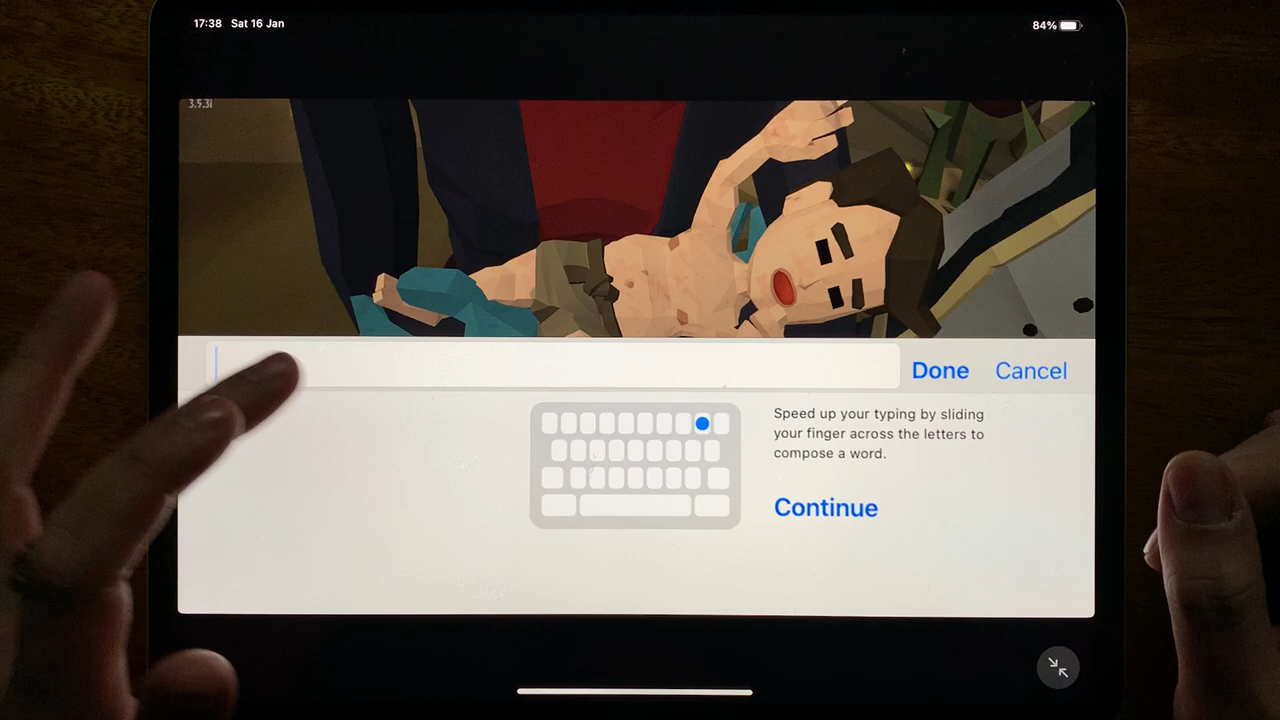 17:38 Sat 16 Jan
84%
3.5.3i
Done Cancel
Speed up your typing by sliding
your finger across the letters to
compose a word.
Continue